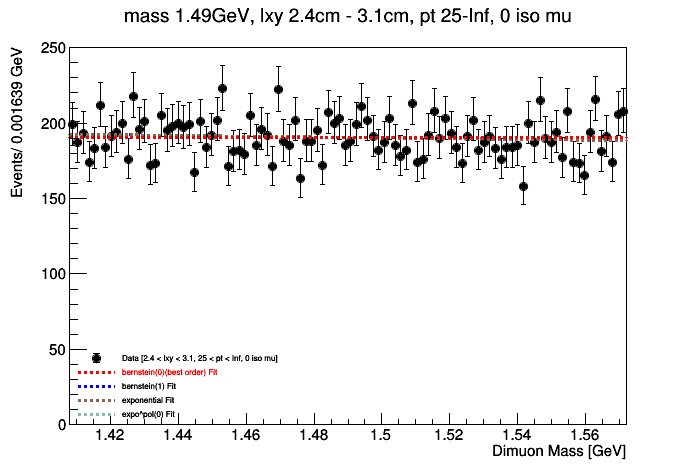 mass 1.49GeV, lxy 2.4cm - 3.1cm, pt 25-Inf, 0 iso mu
Events/ 0.001639 GeV
250
200
150
100
50
0
Data [2.4 < lxy < 3.1, 25 < pt < Inf, 0 iso mu]
bernstein(0)(best order) Fit
bernstein(1) Fit
exponential Fit
expo*pol(0) Fit
1.42 1.44 1.46 1.48 1.5 1.52 1.54 1.56
Dimuon Mass [GeV]